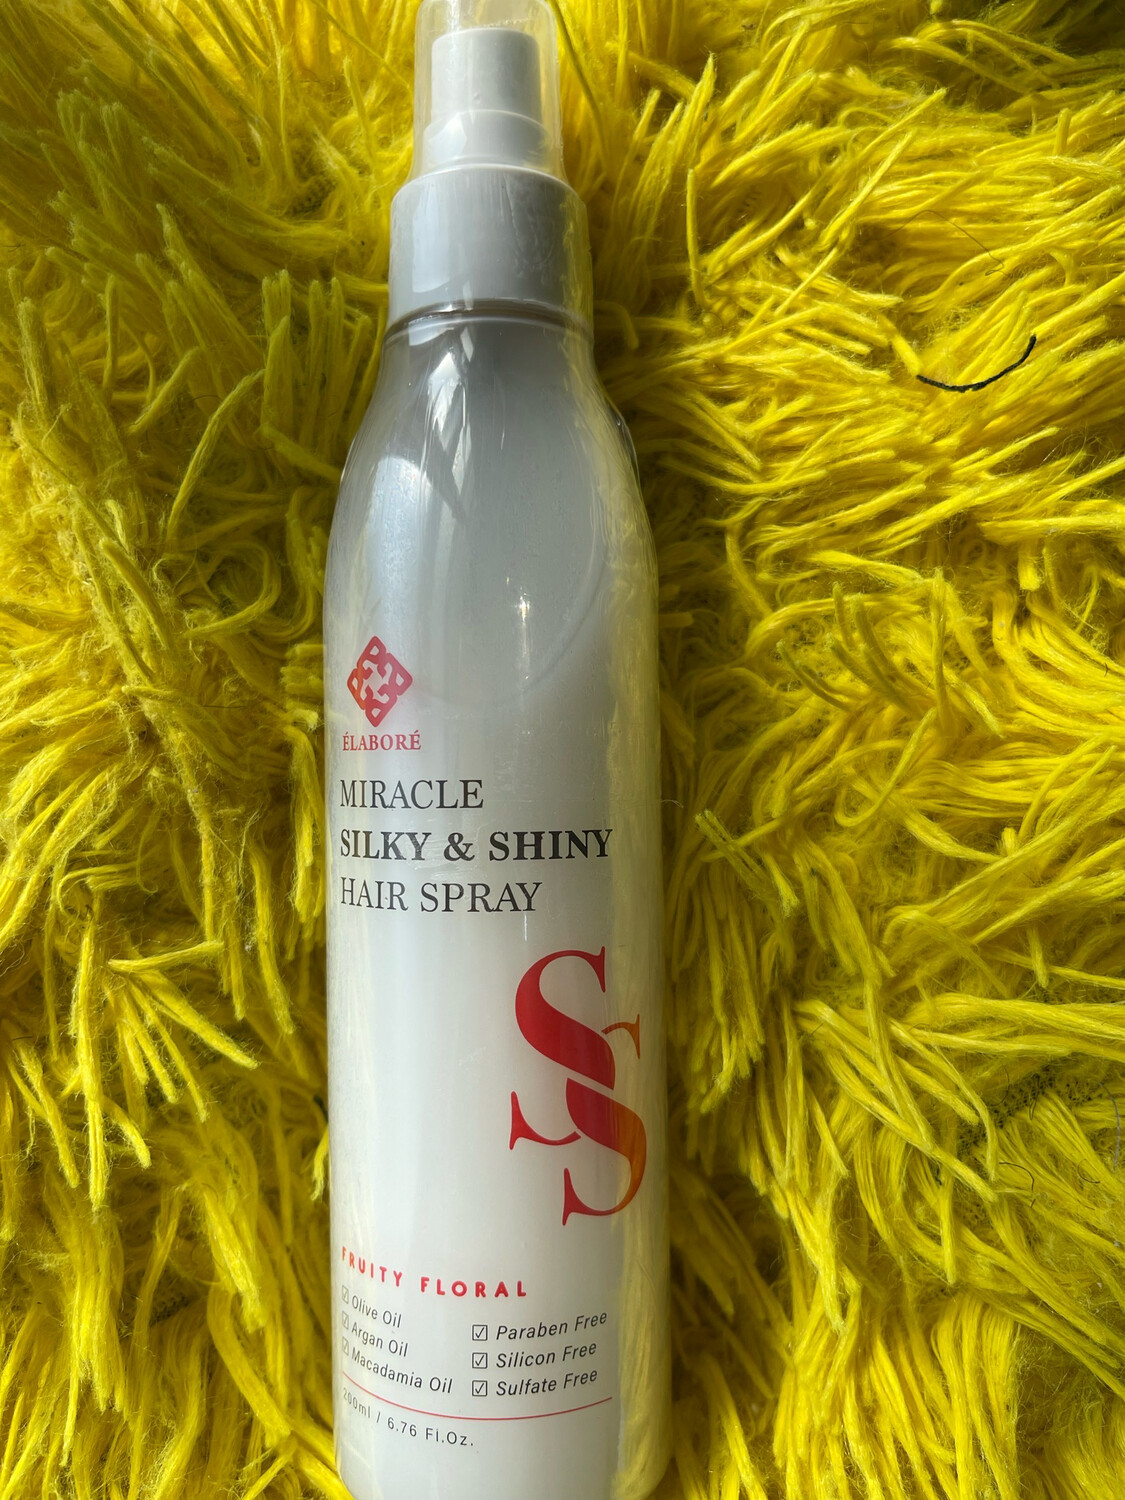 ÉLABORÉ
MIRACLE
SILKY & SHINY
HAIR SPRAY
SS
FRUITY FLORAL
☑ Olive Oil
☑ Argan Oil
☑ Macadamia Oil
☑ Paraben Free
☑ Silicon Free
☑ Sulfate Free
200ml / 6.76 Fl.Oz.